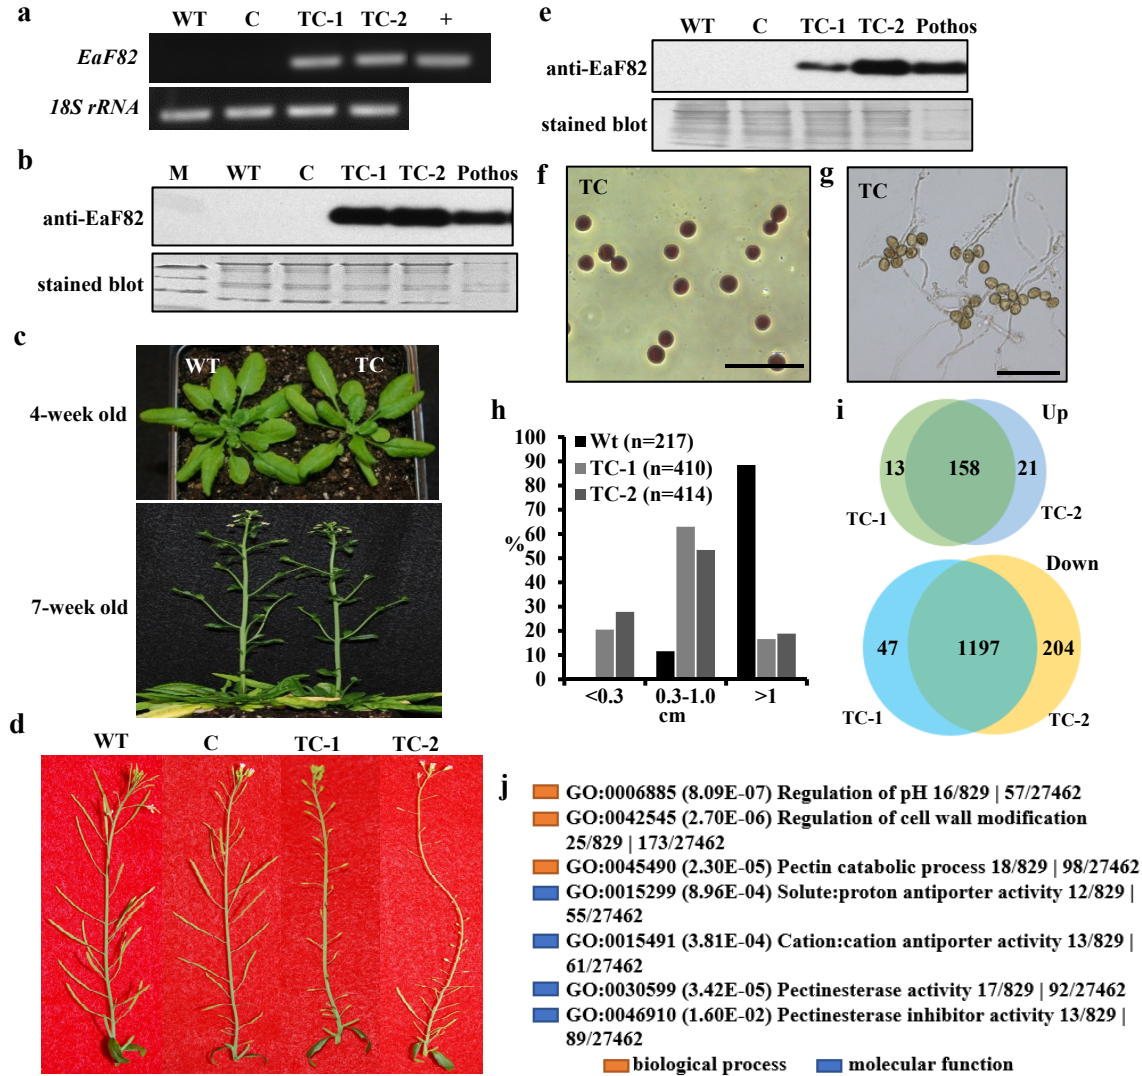 a
WT C TC-1 TC-2 +
EaF82
18S rRNA
b
M WT C TC-1 TC-2 Pothos
anti-EaF82
stained blot
c
WT TC
4-week old
7-week old
d
WT C TC-1 TC-2
e
WT C TC-1 TC-2 Pothos
anti-EaF82
stained blot
f
TC
g
TC
h
100
90
80
70
60
50
40
30
20
10
0
%
Wt (n=217)
TC-1 (n=410)
TC-2 (n=414)
<0.3 0.3-1.0 >1
cm
i
Up
13 158 21
TC-1 TC-2
Down
47 1197 204
TC-1 TC-2
j
GO:0006885 (8.09E-07) Regulation of pH 16/829 | 57/27462
GO:0042545 (2.70E-06) Regulation of cell wall modification
25/829 | 173/27462
GO:0045490 (2.30E-05) Pectin catabolic process 18/829 | 98/27462
GO:0015299 (8.96E-04) Solute:proton antiporter activity 12/829 |
55/27462
GO:0015491 (3.81E-04) Cation:cation antiporter activity 13/829 |
61/27462
GO:0030599 (3.42E-05) Pectinesterase activity 17/829 | 92/27462
GO:0046910 (1.60E-02) Pectinesterase inhibitor activity 13/829 |
89/27462
biological process molecular function